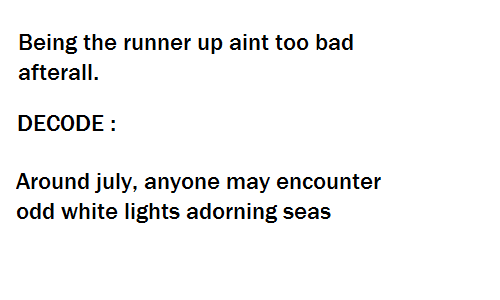 Being the runner up aint too bad
afterall.
DECODE :
Around july, anyone may encounter
odd white lights adorning seas